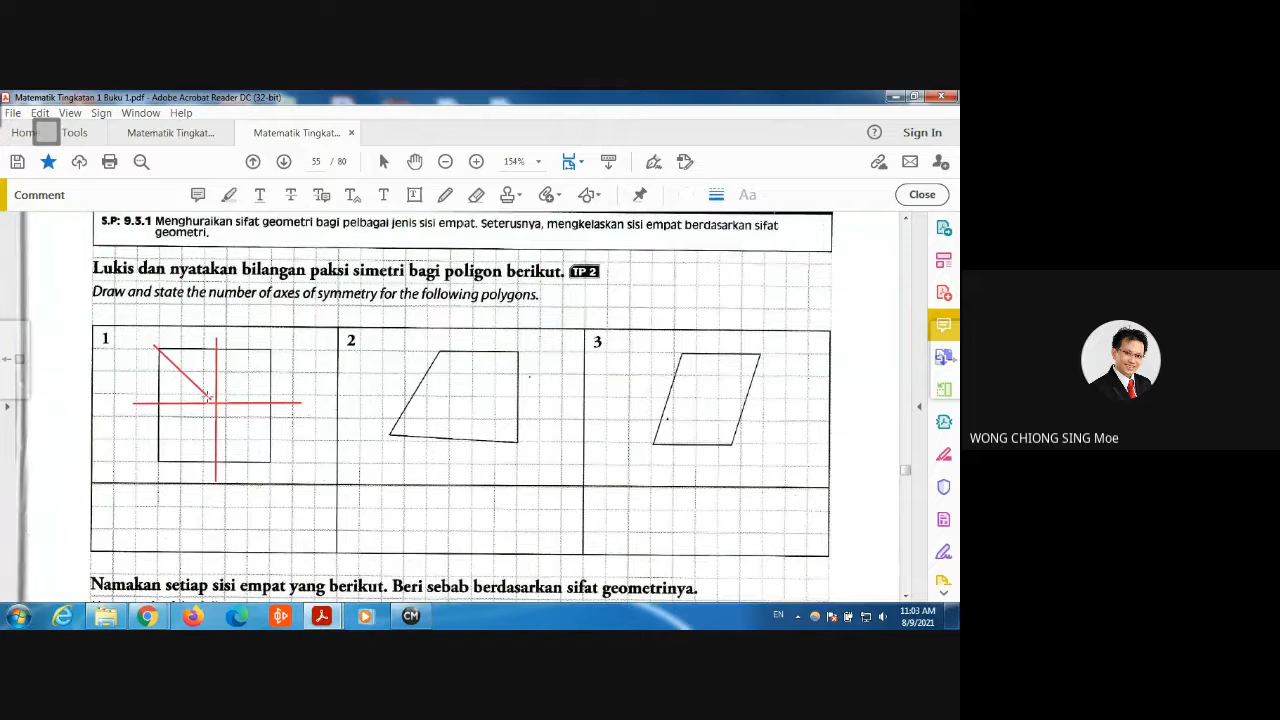 Matematik Tingkatan 1 Buku 1.pdf - Adobe Acrobat Reader DC (32-bit)
File Edit View Sign Window Help
Tools Matematik Tingkat... Matematik Tingkat... Sign In
55 / 80 154%
Comment Aa Close
S.P: 9.3.1 Menghuraikan sifat geometri bagi pelbagai jenis sisi empat. Seterusnya, mengkelaskan sisi empat berdasarkan sifat
geometri.
Lukis dan nyatakan bilangan paksi simetri bagi poligon berikut. TP 2
Draw and state the number of axes of symmetry for the following polygons.
1 2 3
WONG CHIONG SING Moe
Namakan setiap sisi empat yang berikut. Beri sebab berdasarkan sifat geometrinya.
CM EN 11:03 AM
8/9/2021